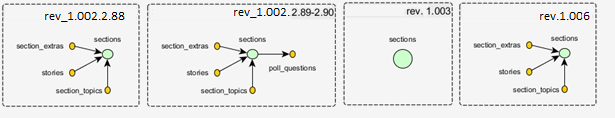 rev_1.002.2.88
sections
section_extras
stories
section_topics
rev_1.002.2.89-2.90
sections
section_extras
poll_questions
stories
section_topics
rev. 1.003
sections
rev.1.006
sections
section_extras
stories
section_topics